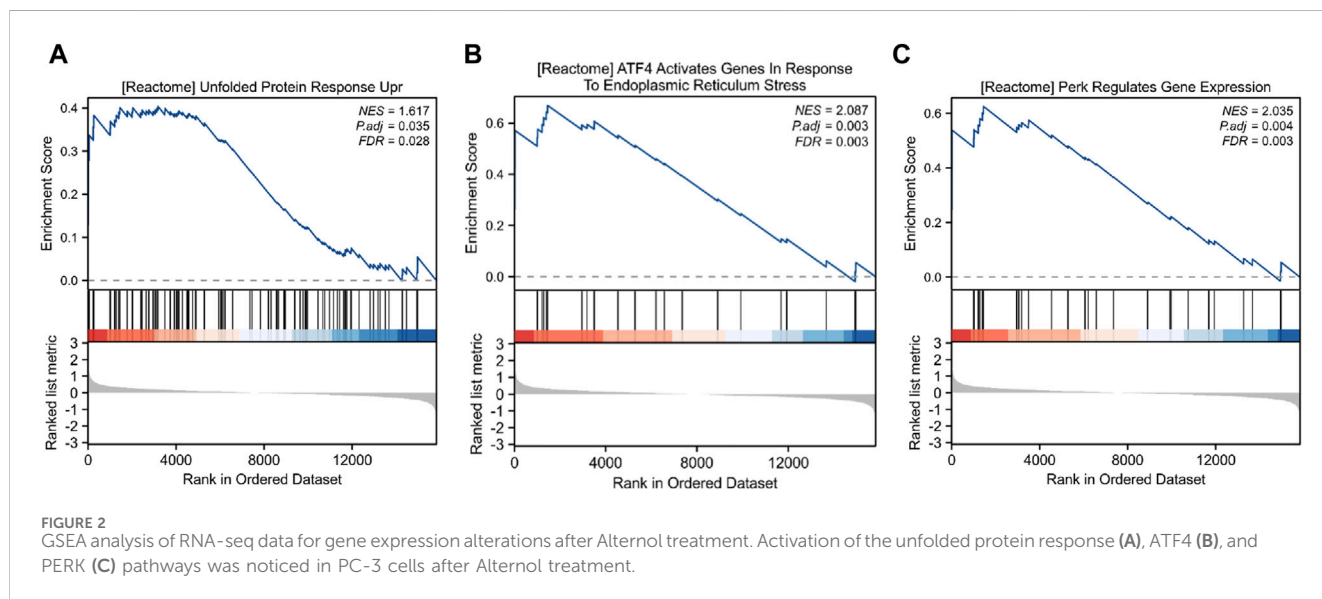 A
[Reactome] Unfolded Protein Response Upr
NES = 1.617
P.adj = 0.035
FDR = 0.028
Enrichment Score
0.4
0.3
0.2
0.1
0.0
Ranked list metric
3
2
1
0
-1
-2
-3
0 4000 8000 12000
Rank in Ordered Dataset
B
[Reactome] ATF4 Activates Genes In Response
To Endoplasmic Reticulum Stress
NES = 2.087
P.adj = 0.003
FDR = 0.003
Enrichment Score
0.6
0.4
0.2
0.0
Ranked list metric
3
2
1
0
-1
-2
-3
0 4000 8000 12000
Rank in Ordered Dataset
C
[Reactome] Perk Regulates Gene Expression
NES = 2.035
P.adj = 0.004
FDR = 0.003
Enrichment Score
0.6
0.4
0.2
0.0
Ranked list metric
3
2
1
0
-1
-2
-3
0 4000 8000 12000
Rank in Ordered Dataset
FIGURE 2
GSEA analysis of RNA-seq data for gene expression alterations after Alternol treatment. Activation of the unfolded protein response (A), ATF4 (B), and
PERK (C) pathways was noticed in PC-3 cells after Alternol treatment.